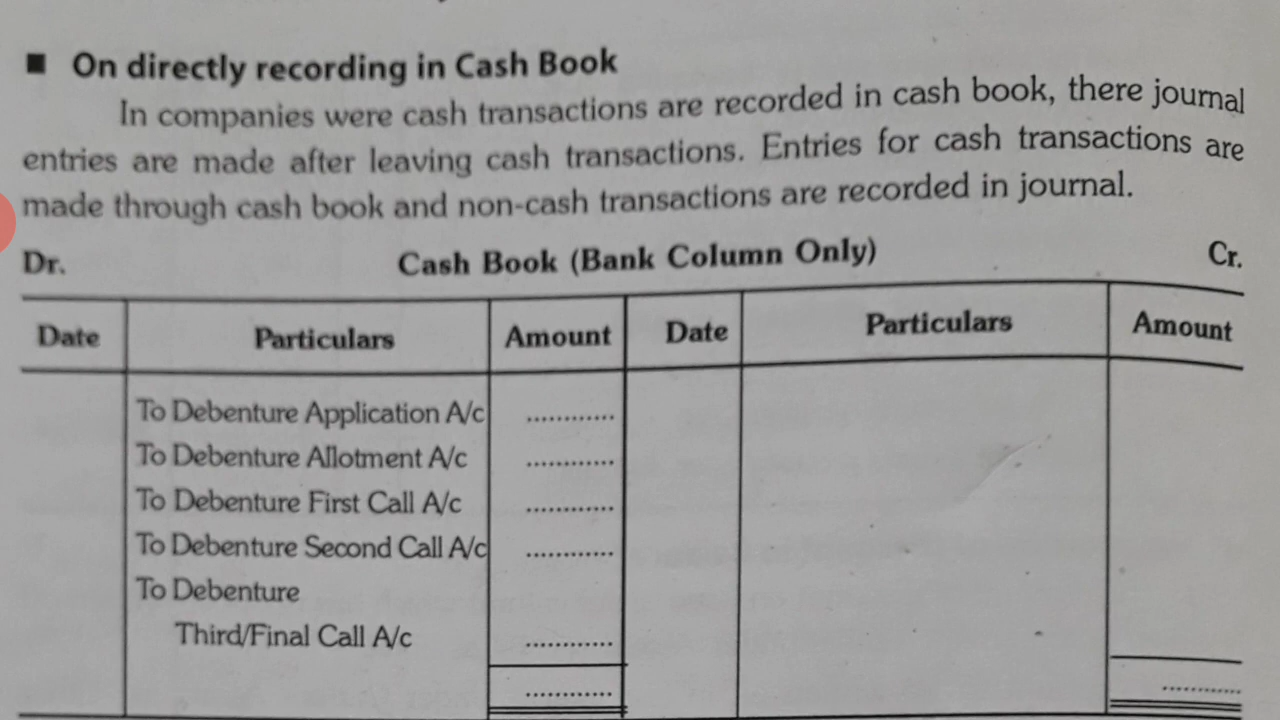 ■ On directly recording in Cash Book
In companies were cash transactions are recorded in cash book, there journal
entries are made after leaving cash transactions. Entries for cash transactions are
made through cash book and non-cash transactions are recorded in journal.
Dr. Cash Book (Bank Column Only) Cr.
Date Particulars Amount Date Particulars Amount
To Debenture Application A/c .............
To Debenture Allotment A/c .............
To Debenture First Call A/c .............
To Debenture Second Call A/c .............
To Debenture
Third/Final Call A/c .............
............. .............